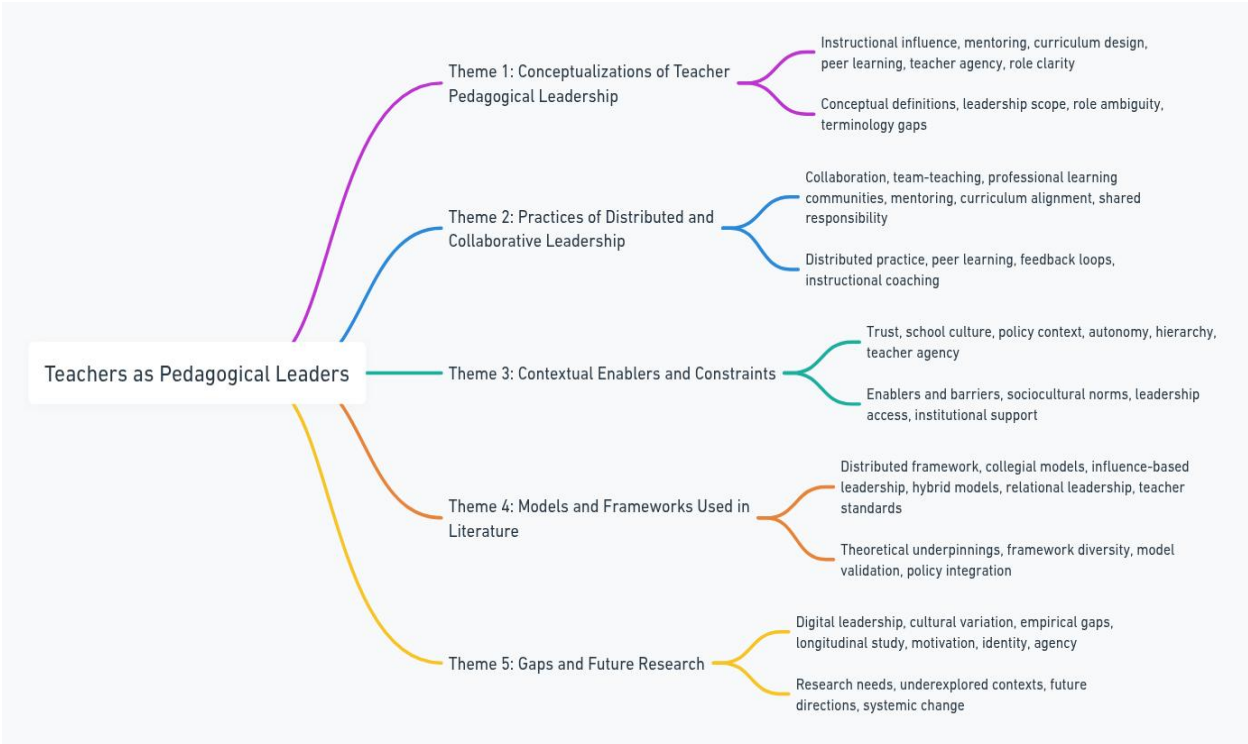 Teachers as Pedagogical Leaders
Theme 1: Conceptualizations of Teacher
Pedagogical Leadership
Instructional influence, mentoring, curriculum design,
peer learning, teacher agency, role clarity
Conceptual definitions, leadership scope, role ambiguity,
terminology gaps
Theme 2: Practices of Distributed and
Collaborative Leadership
Collaboration, team-teaching, professional learning
communities, mentoring, curriculum alignment, shared
responsibility
Distributed practice, peer learning, feedback loops,
instructional coaching
Theme 3: Contextual Enablers and Constraints
Trust, school culture, policy context, autonomy, hierarchy,
teacher agency
Enablers and barriers, sociocultural norms, leadership
access, institutional support
Theme 4: Models and Frameworks Used in
Literature
Distributed framework, collegial models, influence-based
leadership, hybrid models, relational leadership, teacher
standards
Theoretical underpinnings, framework diversity, model
validation, policy integration
Theme 5: Gaps and Future Research
Digital leadership, cultural variation, empirical gaps,
longitudinal study, motivation, identity, agency
Research needs, underexplored contexts, future
directions, systemic change